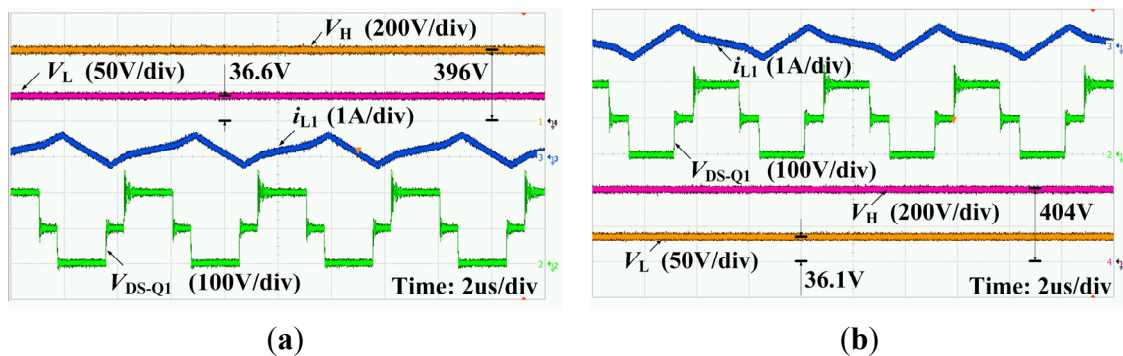 V_H (200V/div)
V_L (50V/div)
36.6V
396V
i_L1 (1A/div)
V_DS-Q1 (100V/div)
Time: 2us/div
(a)
i_L1 (1A/div)
V_DS-Q1 (100V/div)
V_H (200V/div)
404V
V_L (50V/div)
36.1V
Time: 2us/div
(b)